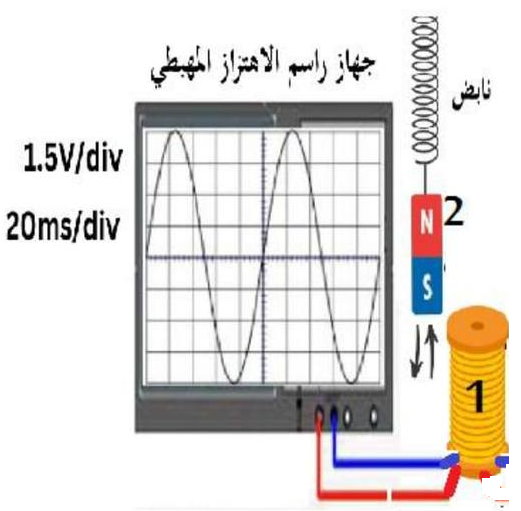 جهاز راسم الاهتزاز المهبطي
نابض
1.5V/div
20ms/div
N
2
S
1